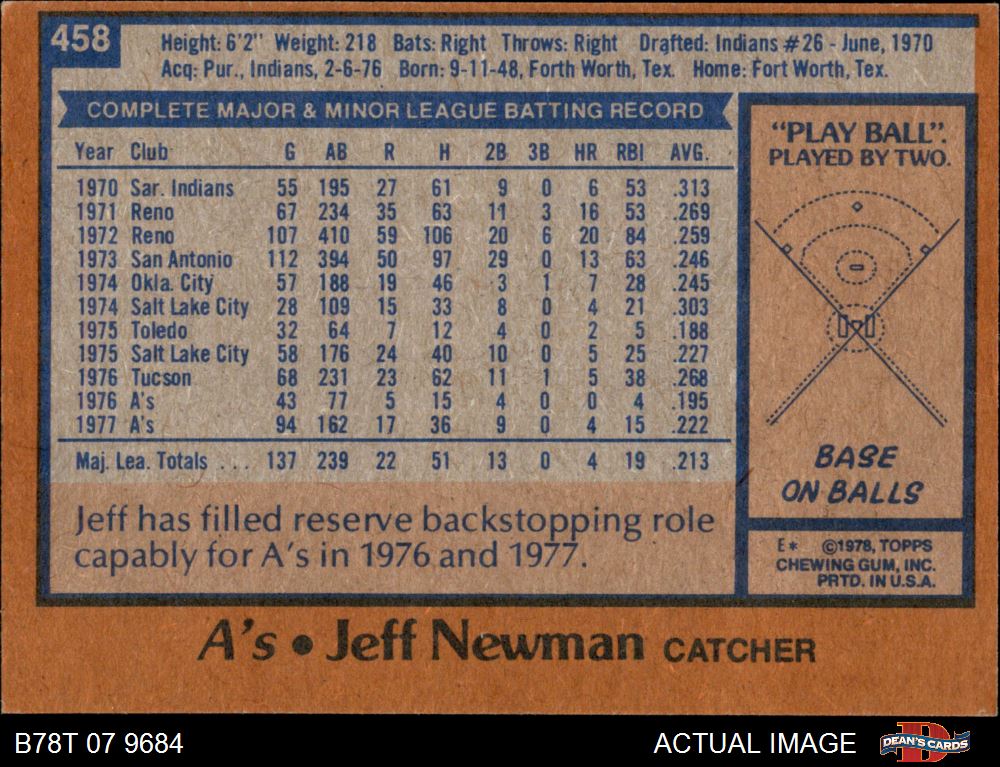 458
Height: 6'2" Weight: 218 Bats: Right Throws: Right Drafted: Indians #26 - June, 1970
Acq: Pur., Indians, 2-6-76 Born: 9-11-48, Forth Worth, Tex. Home: Fort Worth, Tex.
COMPLETE MAJOR & MINOR LEAGUE BATTING RECORD
Year Club G AB R H 2B 3B HR RBI AVG.
1970 Sar. Indians 55 195 27 61 9 0 6 53 .313
1971 Reno 67 234 35 63 11 3 16 53 .269
1972 Reno 107 410 59 106 20 6 20 84 .259
1973 San Antonio 112 394 50 97 29 0 13 63 .246
1974 Okla. City 57 188 19 46 3 1 7 28 .245
1974 Salt Lake City 28 109 15 33 8 0 4 21 .303
1975 Toledo 32 64 7 12 4 0 2 5 .188
1975 Salt Lake City 58 176 24 40 10 0 5 25 .227
1976 Tucson 68 231 23 62 11 1 5 38 .268
1976 A's 43 77 5 15 4 0 0 4 .195
1977 A's 94 162 17 36 9 0 4 15 .222
Maj. Lea. Totals . . . 137 239 22 51 13 0 4 19 .213
Jeff has filled reserve backstopping role
capably for A's in 1976 and 1977.
"PLAY BALL".
PLAYED BY TWO.
BASE
ON BALLS
E* ©1978, TOPPS
CHEWING GUM, INC.
PRTD. IN U.S.A.
A's • Jeff Newman CATCHER
B78T 07 9684
ACTUAL IMAGE
DEAN'S CARDS